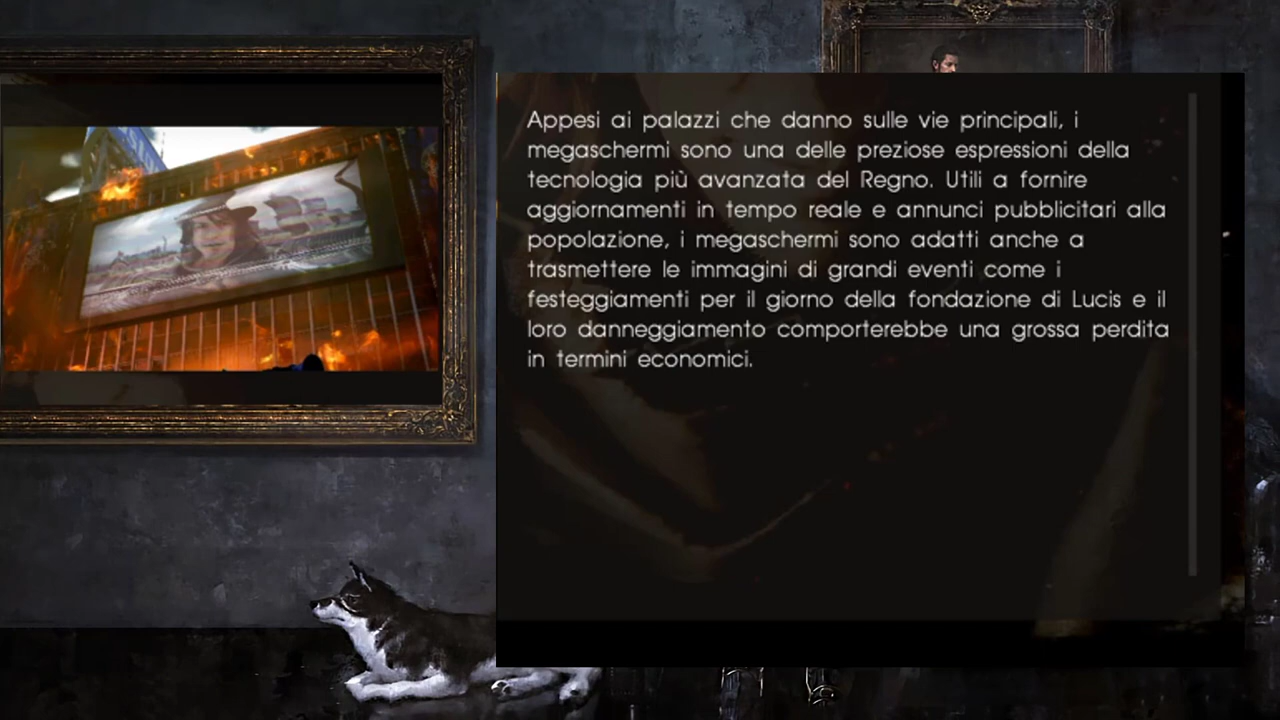 Appesi ai palazzi che danno sulle vie principali, i
megaschermi sono una delle preziose espressioni della
tecnologia più avanzata del Regno. Utili a fornire
aggiornamenti in tempo reale e annunci pubblicitari alla
popolazione, i megaschermi sono adatti anche a
trasmettere le immagini di grandi eventi come i
festeggiamenti per il giorno della fondazione di Lucis e il
loro danneggiamento comporterebbe una grossa perdita
in termini economici.